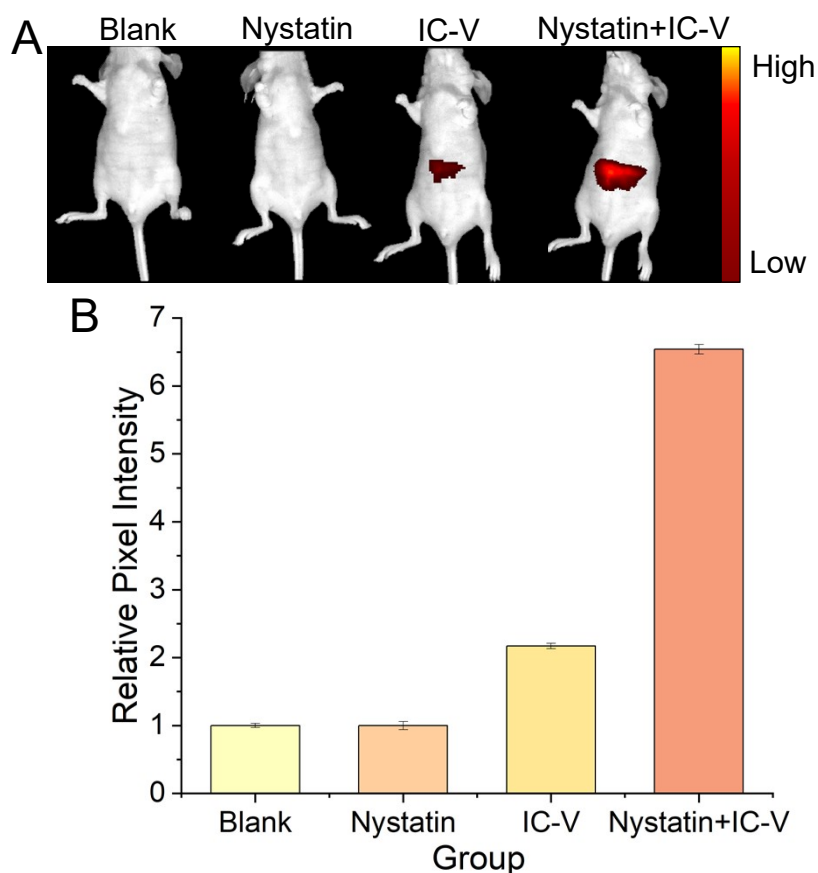 A
Blank Nystatin IC-V Nystatin+IC-V
High
Low
B
7
6
5
4
3
2
1
0
Relative Pixel Intensity
Blank Nystatin IC-V Nystatin+IC-V
Group